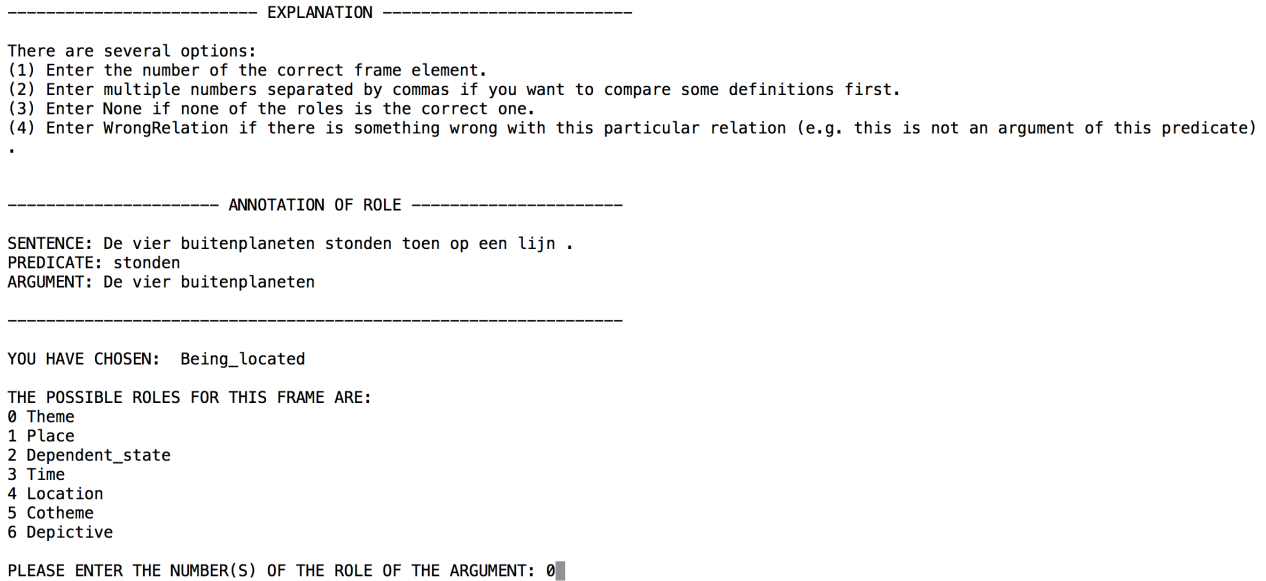 -------------------------- EXPLANATION --------------------------
There are several options:
(1) Enter the number of the correct frame element.
(2) Enter multiple numbers separated by commas if you want to compare some definitions first.
(3) Enter None if none of the roles is the correct one.
(4) Enter WrongRelation if there is something wrong with this particular relation (e.g. this is not an argument of this predicate)
.
---------------------- ANNOTATION OF ROLE ----------------------
SENTENCE: De vier buitenplaneten stonden toen op een lijn .
PREDICATE: stonden
ARGUMENT: De vier buitenplaneten
----------------------------------------------------------------
YOU HAVE CHOSEN:  Being_located
THE POSSIBLE ROLES FOR THIS FRAME ARE:
0 Theme
1 Place
2 Dependent_state
3 Time
4 Location
5 Cotheme
6 Depictive
PLEASE ENTER THE NUMBER(S) OF THE ROLE OF THE ARGUMENT: 0